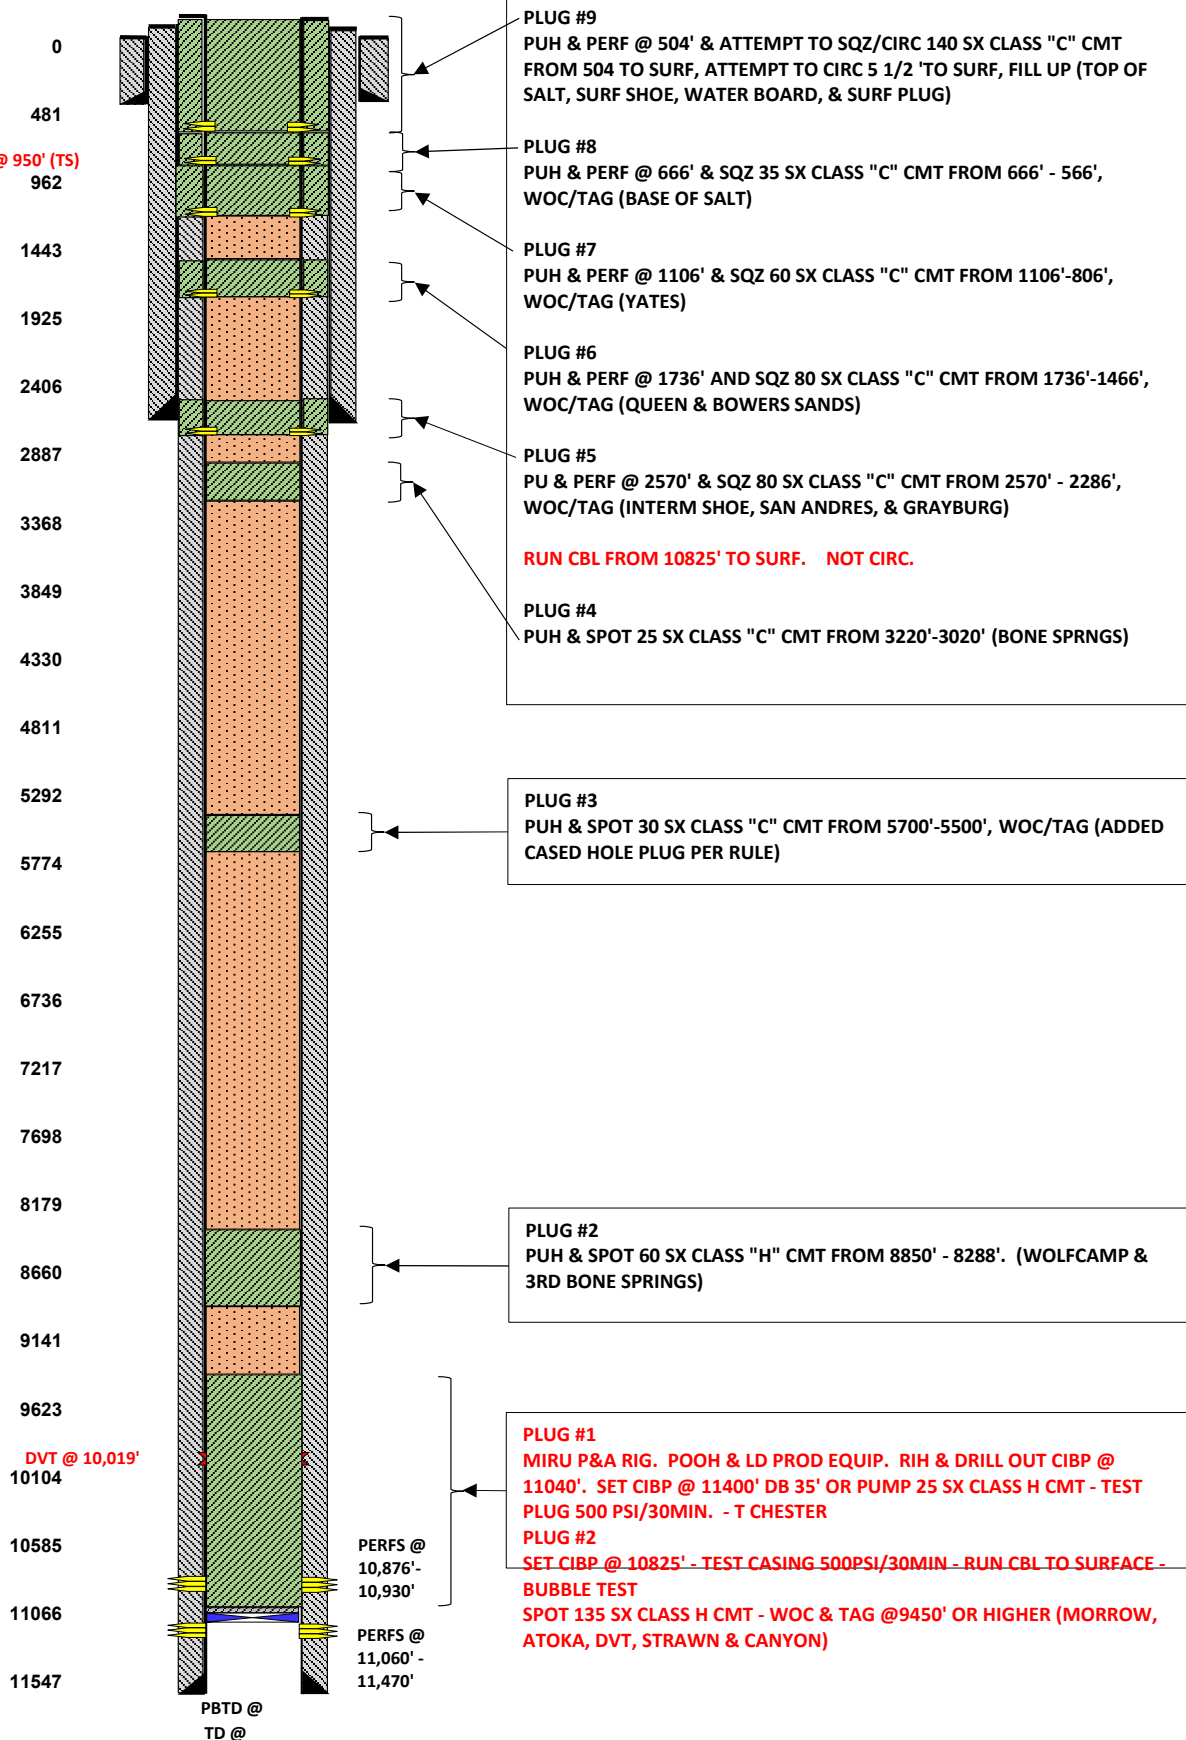 0
481
@ 950' (TS)
962
1443
1925
2406
2887
3368
3849
4330
4811
5292
5774
6255
6736
7217
7698
8179
8660
9141
9623
DVT @ 10,019'
10104
10585
11066
11547
PERFS @
10,876'-
10,930'
PERFS @
11,060' -
11,470'
PBTD @
TD @
PLUG #9
PUH & PERF @ 504' & ATTEMPT TO SQZ/CIRC 140 SX CLASS "C" CMT
FROM 504 TO SURF, ATTEMPT TO CIRC 5 1/2 'TO SURF, FILL UP (TOP OF
SALT, SURF SHOE, WATER BOARD, & SURF PLUG)
PLUG #8
PUH & PERF @ 666' & SQZ 35 SX CLASS "C" CMT FROM 666' - 566',
WOC/TAG (BASE OF SALT)
PLUG #7
PUH & PERF @ 1106' & SQZ 60 SX CLASS "C" CMT FROM 1106'-806',
WOC/TAG (YATES)
PLUG #6
PUH & PERF @ 1736' AND SQZ 80 SX CLASS "C" CMT FROM 1736'-1466',
WOC/TAG (QUEEN & BOWERS SANDS)
PLUG #5
PU & PERF @ 2570' & SQZ 80 SX CLASS "C" CMT FROM 2570' - 2286',
WOC/TAG (INTERM SHOE, SAN ANDRES, & GRAYBURG)
RUN CBL FROM 10825' TO SURF. NOT CIRC.
PLUG #4
PUH & SPOT 25 SX CLASS "C" CMT FROM 3220'-3020' (BONE SPRNGS)
PLUG #3
PUH & SPOT 30 SX CLASS "C" CMT FROM 5700'-5500', WOC/TAG (ADDED
CASED HOLE PLUG PER RULE)
PLUG #2
PUH & SPOT 60 SX CLASS "H" CMT FROM 8850' - 8288'. (WOLFCAMP &
3RD BONE SPRINGS)
PLUG #1
MIRU P&A RIG. POOH & LD PROD EQUIP. RIH & DRILL OUT CIBP @
11040'. SET CIBP @ 11400' DB 35' OR PUMP 25 SX CLASS H CMT - TEST
PLUG 500 PSI/30MIN. - T CHESTER
PLUG #2
SET CIBP @ 10825' - TEST CASING 500PSI/30MIN - RUN CBL TO SURFACE -
BUBBLE TEST
SPOT 135 SX CLASS H CMT - WOC & TAG @9450' OR HIGHER (MORROW,
ATOKA, DVT, STRAWN & CANYON)